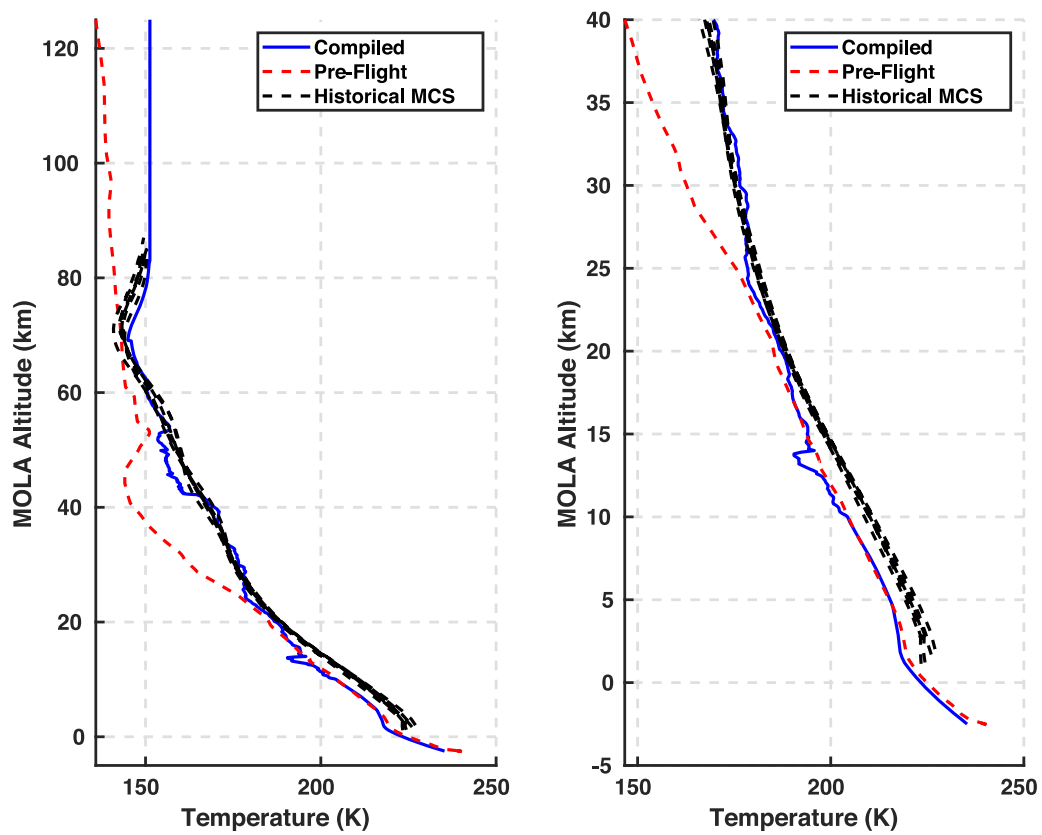 120
100
80
60
40
20
0
150
200
250
MOLA Altitude (km)
Temperature (K)
Compiled
Pre-Flight
Historical MCS
40
35
30
25
20
15
10
5
0
-5
150
200
250
MOLA Altitude (km)
Temperature (K)
Compiled
Pre-Flight
Historical MCS